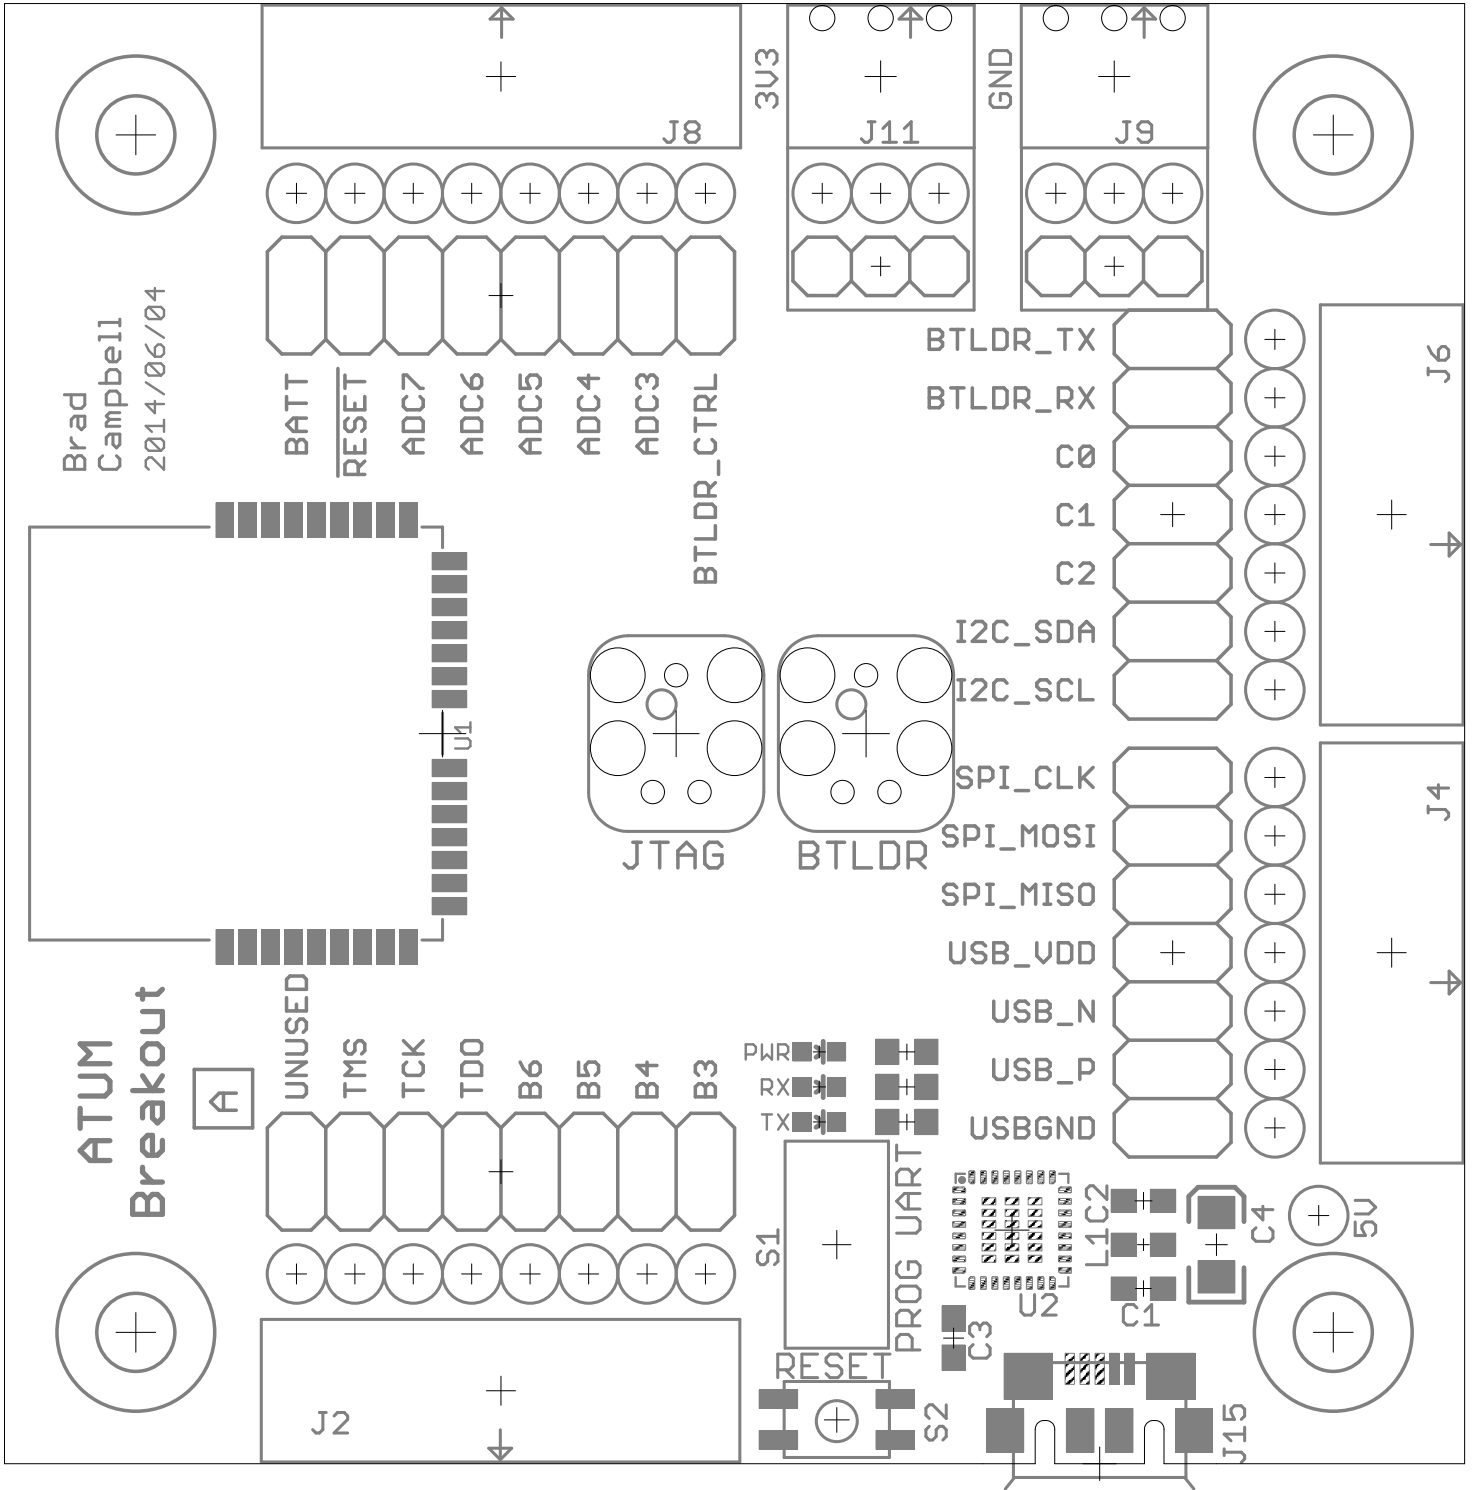 3V3
GND
J8
J11
J9
Brad
Campbell
2014/06/04
BATT
RESET
ADC7
ADC6
ADC5
ADC4
ADC3
BTLDR_CTRL
BTLDR_TX
BTLDR_RX
C0
C1
C2
I2C_SDA
I2C_SCL
J6
U1
JTAG
BTLDR
SPI_CLK
SPI_MOSI
SPI_MISO
USB_VDD
USB_N
USB_P
USBGND
J4
ATUM
Breakout
A
UNUSED
TMS
TCK
TDO
B6
B5
B4
B3
PWR
RX
TX
S1
PROG UART
RESET
S2
U2
C3
L1
C2
C1
C4
5V
J2
J15